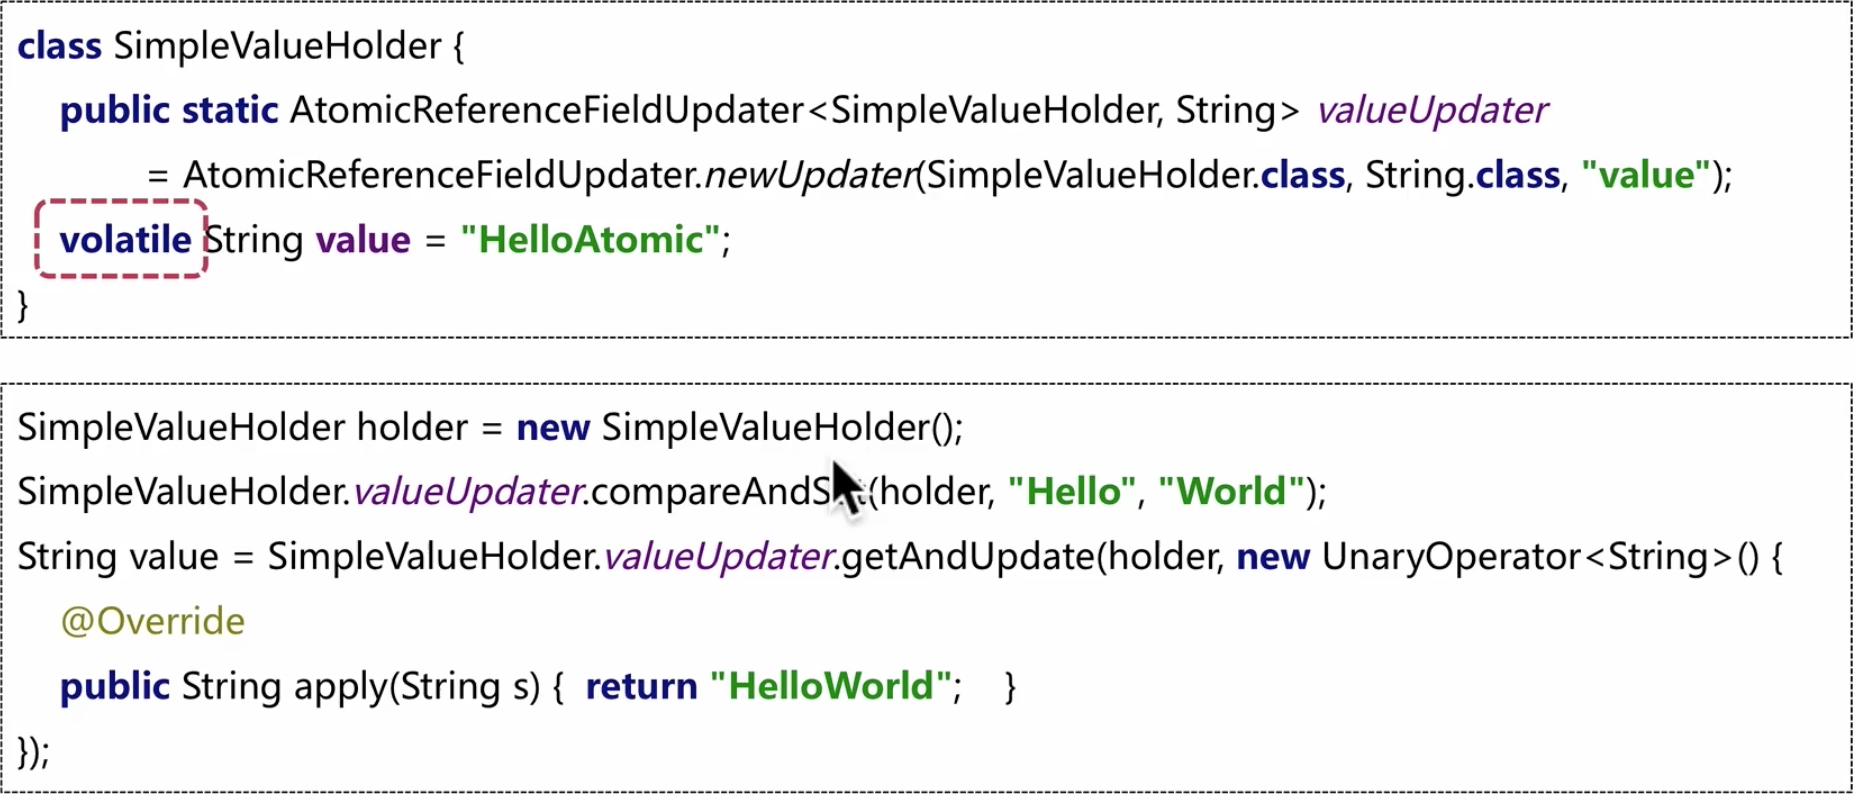 class SimpleValueHolder {
public static AtomicReferenceFieldUpdater<SimpleValueHolder, String> valueUpdater
= AtomicReferenceFieldUpdater.newUpdater(SimpleValueHolder.class, String.class, "value");
volatile String value = "HelloAtomic";
}
SimpleValueHolder holder = new SimpleValueHolder();
SimpleValueHolder.valueUpdater.compareAndSet(holder, "Hello", "World");
String value = SimpleValueHolder.valueUpdater.getAndUpdate(holder, new UnaryOperator<String>() {
@Override
public String apply(String s) { return "HelloWorld"; }
});